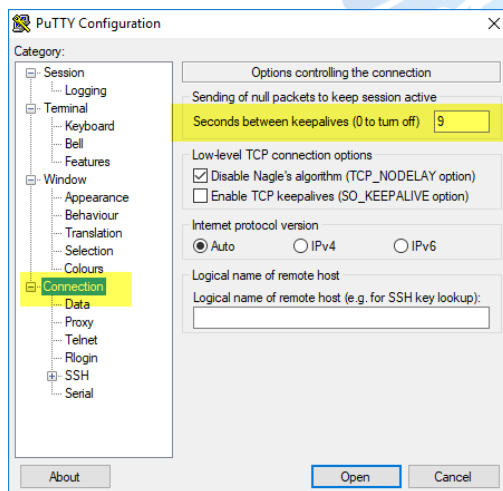 PuTTY Configuration
Category:
Session
Logging
Terminal
Keyboard
Bell
Features
Window
Appearance
Behaviour
Translation
Selection
Colours
Connection
Data
Proxy
Telnet
Rlogin
SSH
Serial
Options controlling the connection
Sending of null packets to keep session active
Seconds between keepalives (0 to turn off) 9
Low-level TCP connection options
Disable Nagle's algorithm (TCP_NODELAY option)
Enable TCP keepalives (SO_KEEPALIVE option)
Internet protocol version
Auto IPv4 IPv6
Logical name of remote host
Logical name of remote host (e.g. for SSH key lookup):
About Open Cancel